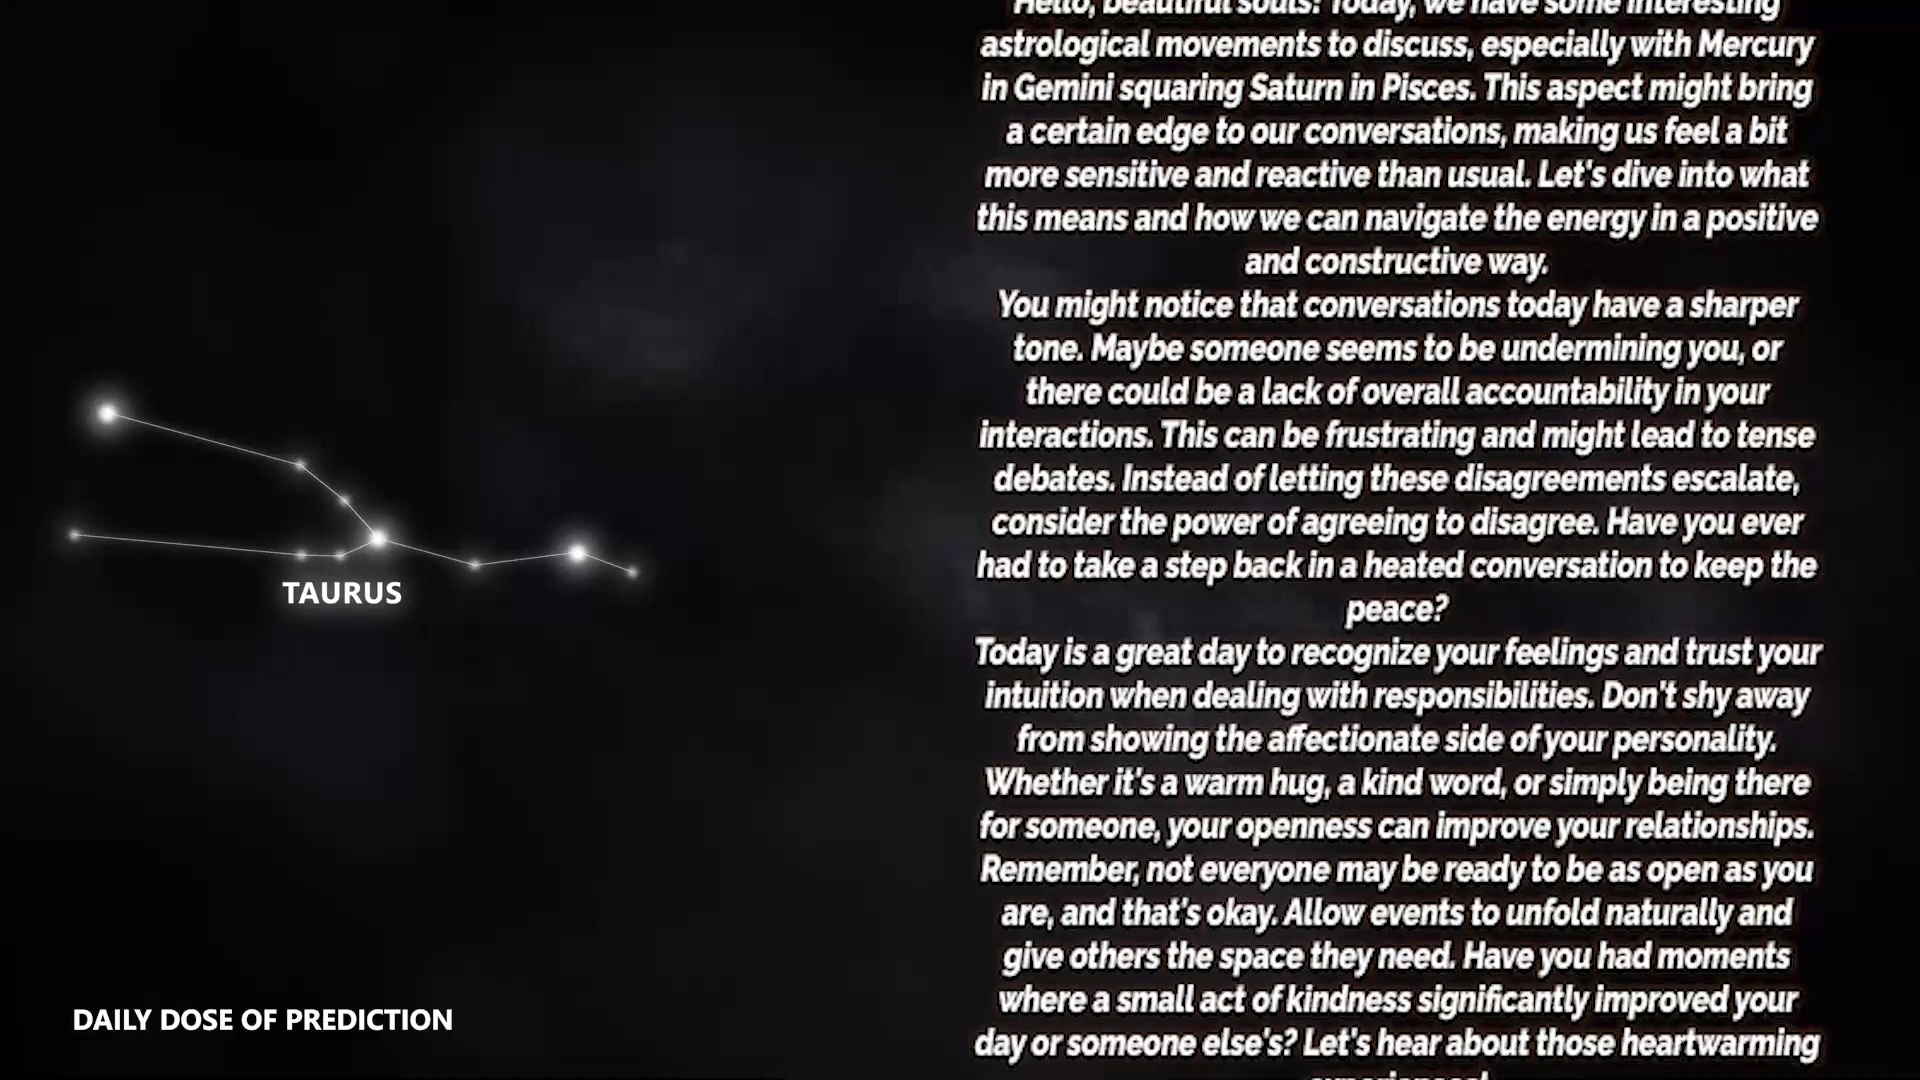 Hello, beautiful souls! Today, we have some interesting
astrological movements to discuss, especially with Mercury
in Gemini squaring Saturn in Pisces. This aspect might bring
a certain edge to our conversations, making us feel a bit
more sensitive and reactive than usual. Let's dive into what
this means and how we can navigate the energy in a positive
and constructive way.
You might notice that conversations today have a sharper
tone. Maybe someone seems to be undermining you, or
there could be a lack of overall accountability in your
interactions. This can be frustrating and might lead to tense
debates. Instead of letting these disagreements escalate,
consider the power of agreeing to disagree. Have you ever
had to take a step back in a heated conversation to keep the
peace?
Today is a great day to recognize your feelings and trust your
intuition when dealing with responsibilities. Don't shy away
from showing the affectionate side of your personality.
Whether it's a warm hug, a kind word, or simply being there
for someone, your openness can improve your relationships.
Remember, not everyone may be ready to be as open as you
are, and that's okay. Allow events to unfold naturally and
give others the space they need. Have you had moments
where a small act of kindness significantly improved your
day or someone else's? Let's hear about those heartwarming
TAURUS
DAILY DOSE OF PREDICTION